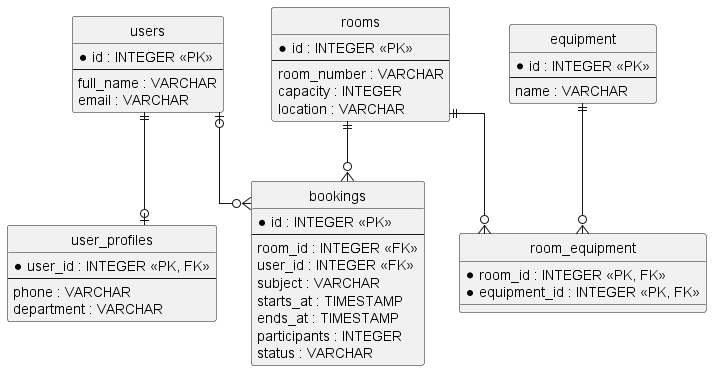 users
● id : INTEGER «PK»
full_name : VARCHAR
email : VARCHAR
rooms
● id : INTEGER «PK»
room_number : VARCHAR
capacity : INTEGER
location : VARCHAR
equipment
● id : INTEGER «PK»
name : VARCHAR
user_profiles
● user_id : INTEGER «PK, FK»
phone : VARCHAR
department : VARCHAR
bookings
● id : INTEGER «PK»
room_id : INTEGER «FK»
user_id : INTEGER «FK»
subject : VARCHAR
starts_at : TIMESTAMP
ends_at : TIMESTAMP
participants : INTEGER
status : VARCHAR
room_equipment
● room_id : INTEGER «PK, FK»
● equipment_id : INTEGER «PK, FK»